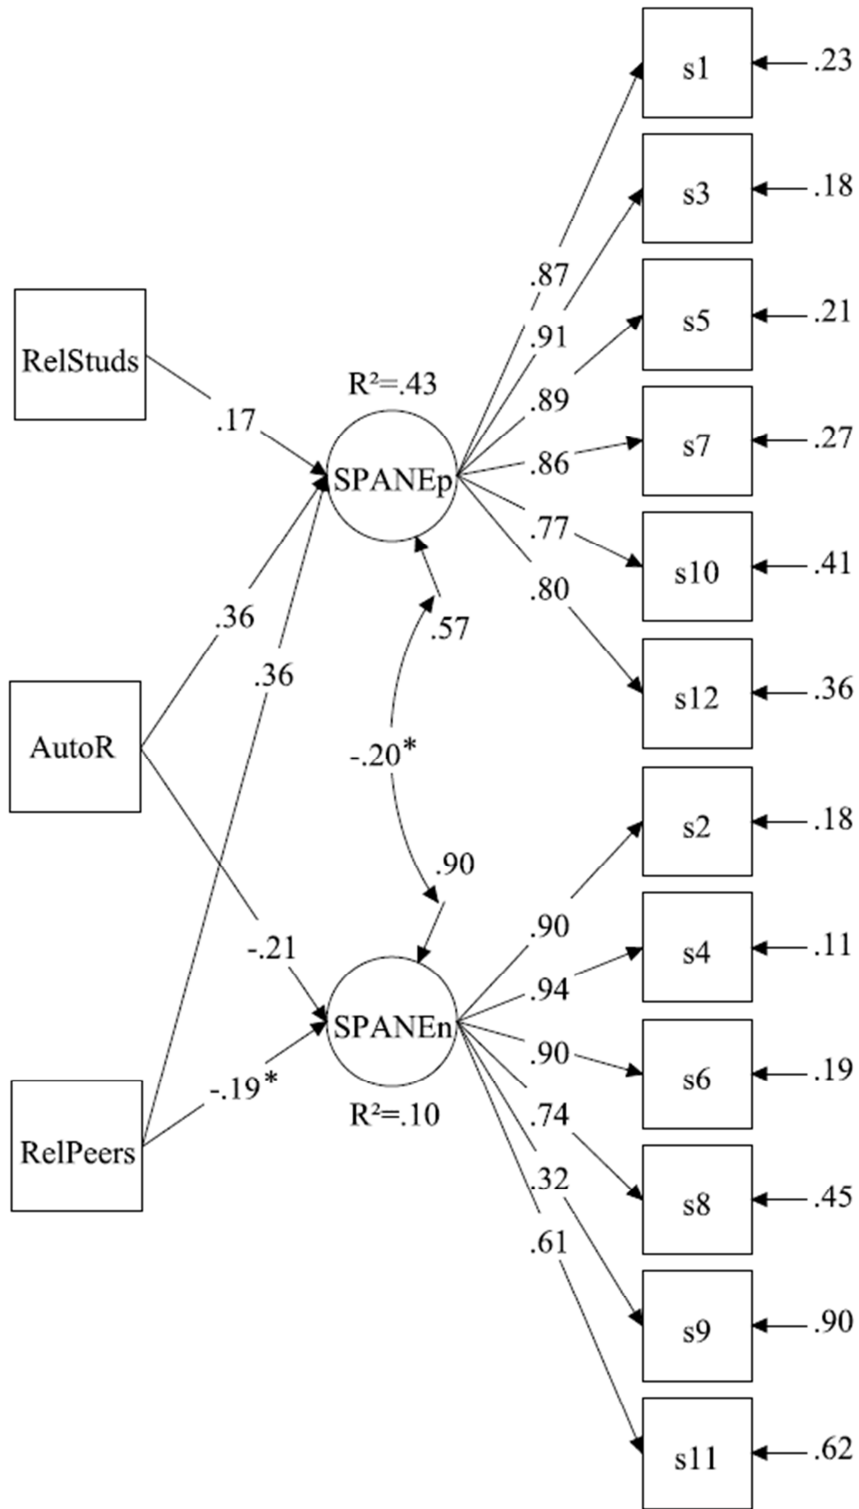 s1
.23
s3
.18
.87
RelStuds
s5
.21
.91
R²=.43
.89
.17
s7
.27
.86
SPANEp
.77
s10
.41
.80
.36
.57
.36
s12
.36
AutoR
-.20*
s2
.18
.90
.90
-.21
s4
.11
.94
SPANEn
.90
s6
.19
-.19*
R²=.10
.74
RelPeers
.32
s8
.45
.61
s9
.90
s11
.62